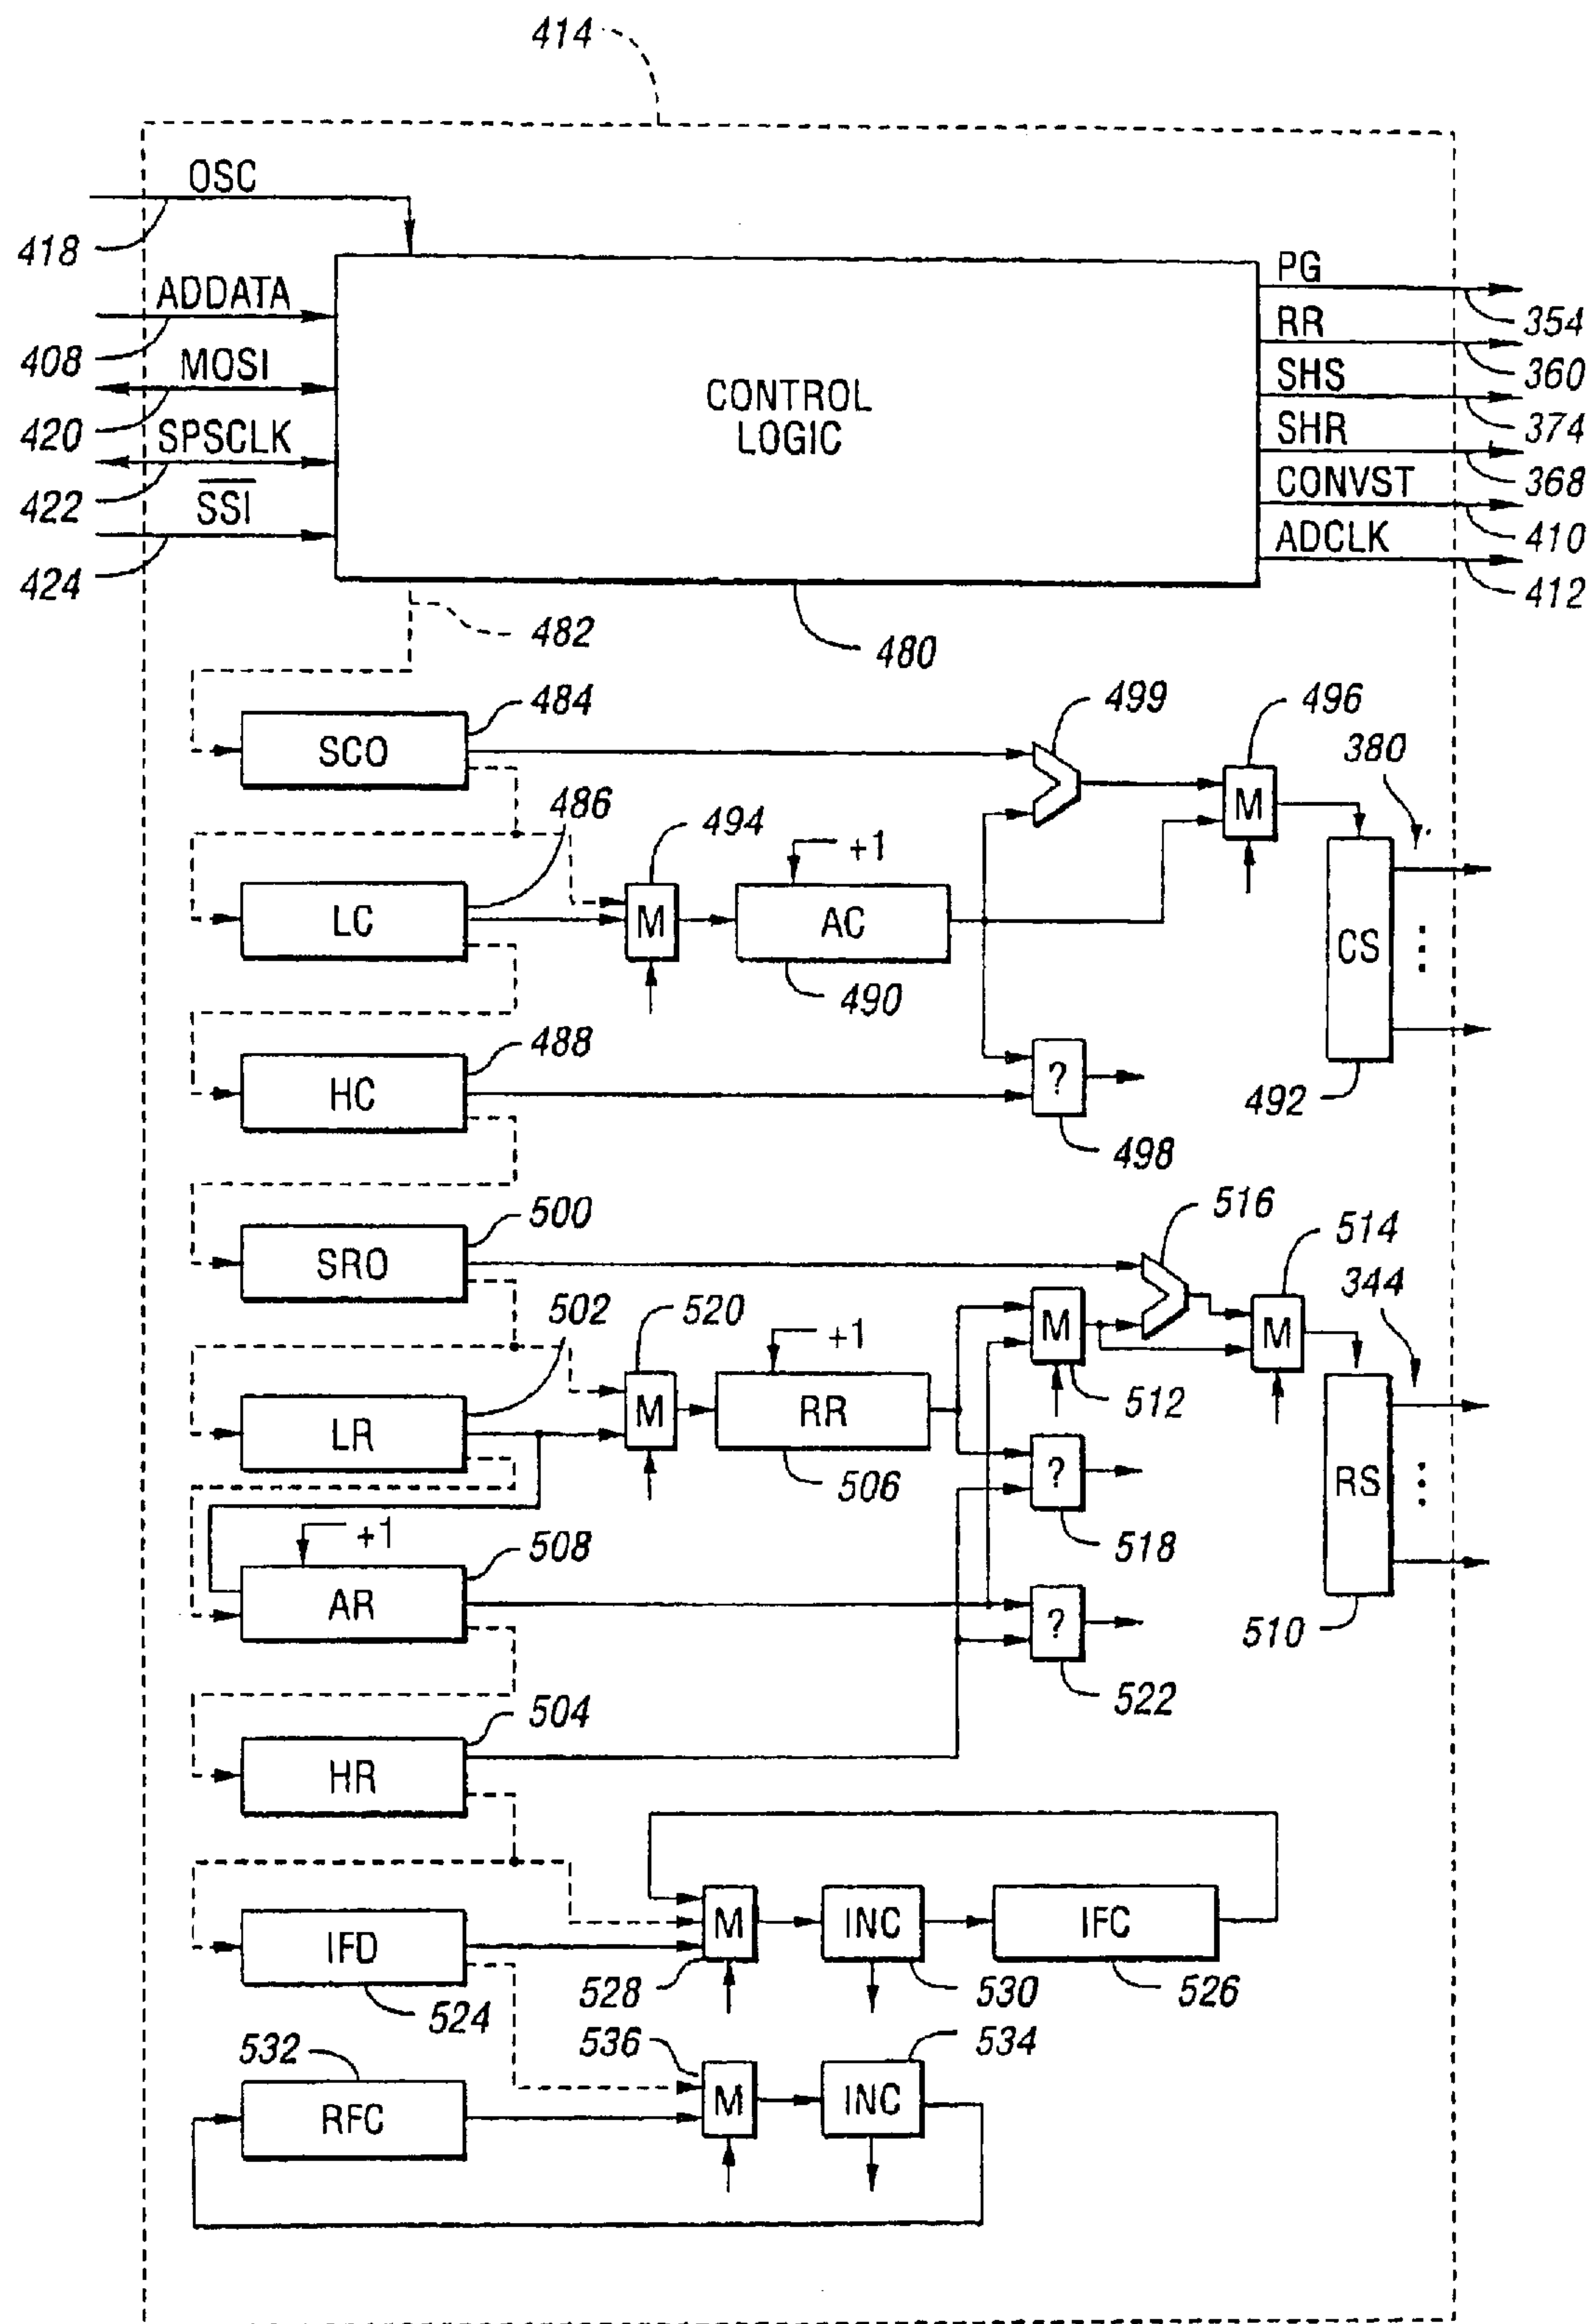 414
OSC
418
ADDATA
408
MOSI
420
SPSCLK
422
SSI
424
CONTROL
LOGIC
PG
354
RR
360
SHS
374
SHR
368
CONVST
410
ADCLK
412
482
480
SCO
484
499
496
380
LC
486
494
M
+1
AC
490
M
CS
492
HC
488
?
498
SRO
500
516
514
344
LR
502
520
M
+1
RR
506
M
512
M
RS
510
?
518
+1
AR
508
?
522
HR
504
IFD
524
M
528
INC
530
IFC
526
532
RFC
536
M
534
INC